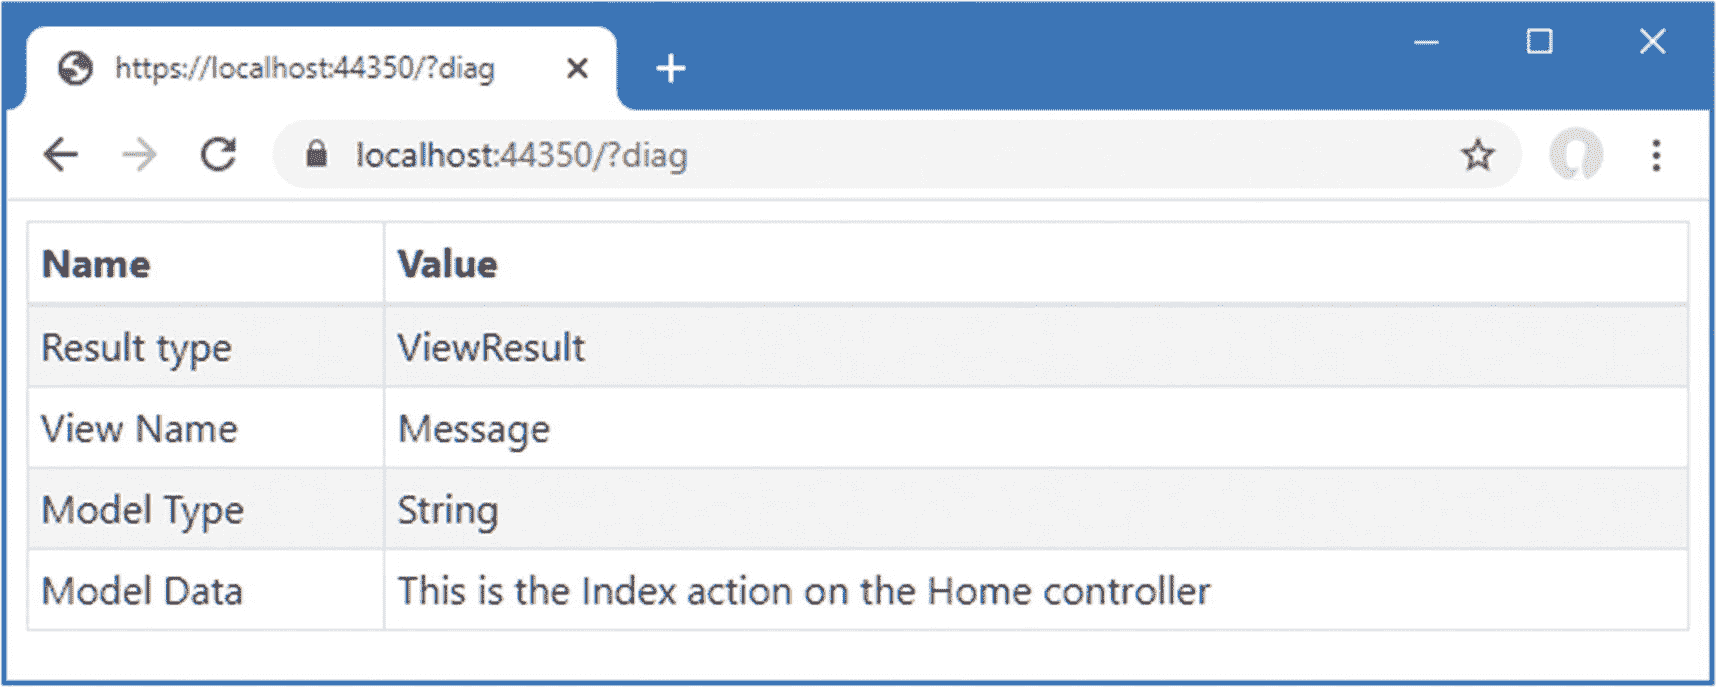 https://localhost:44350/?diag
localhost:44350/?diag
Name Value
Result type ViewResult
View Name Message
Model Type String
Model Data This is the Index action on the Home controller